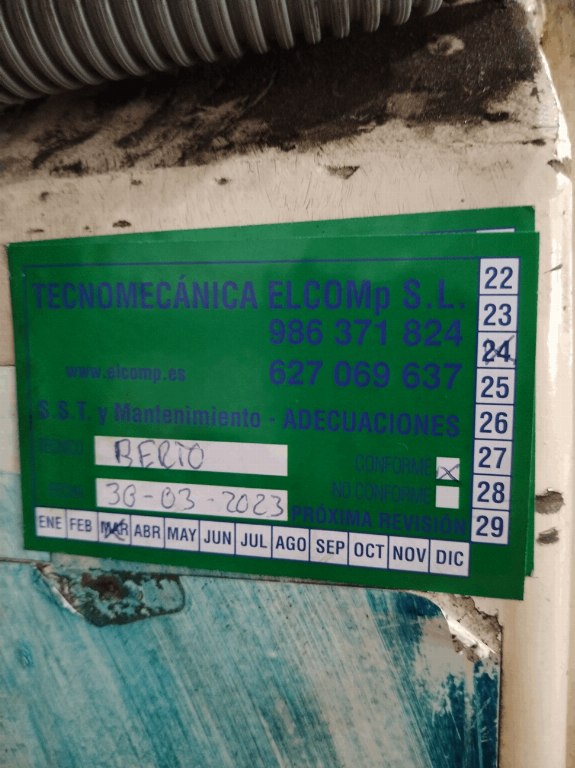 TECNOMECÁNICA ELCOMp S.L.
986 371 824
www.elcomp.es 627 069 637
S.S.T. y Mantenimiento - ADECUACIONES
TÉCNICO BERTO CONFORME X
FECHA 30-03-2023 NO CONFORME
PRÓXIMA REVISIÓN
ENE FEB MAR ABR MAY JUN JUL AGO SEP OCT NOV DIC
22
23
24
25
26
27
28
29